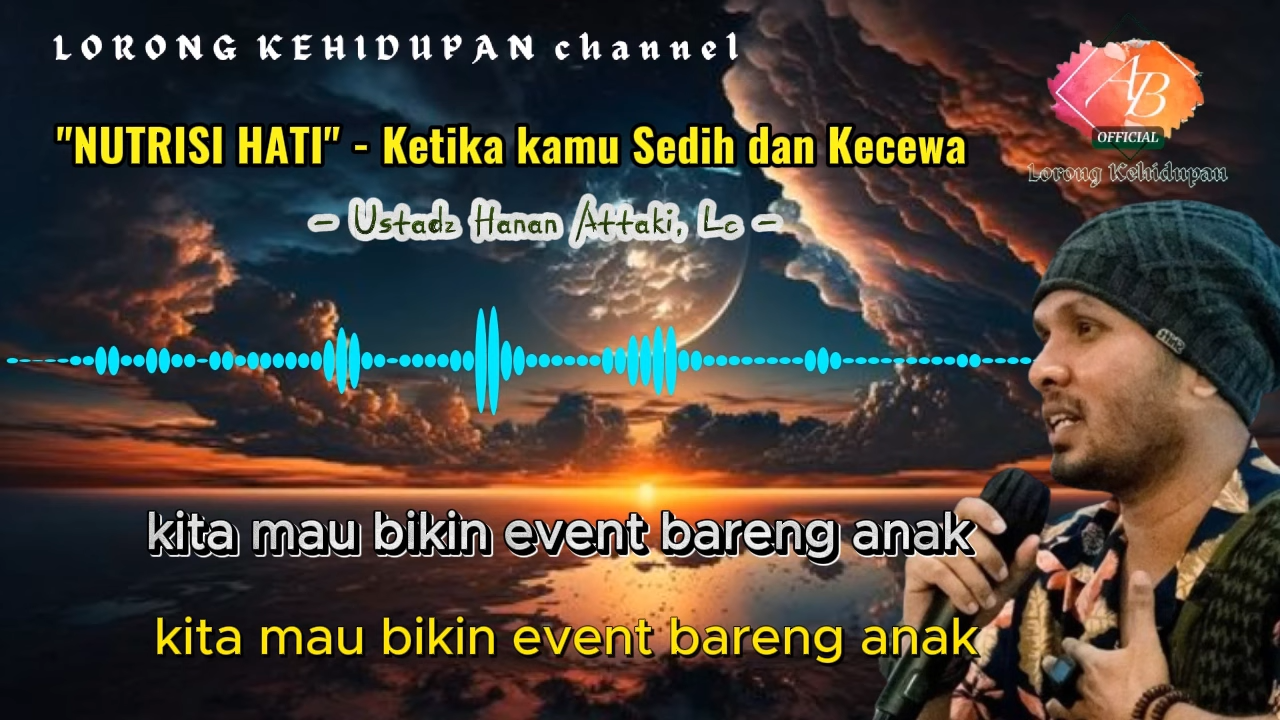 LORONG KEHIDUPAN channel
AB
OFFICIAL
Lorong Kehidupan
"NUTRISI HATI" - Ketika kamu Sedih dan Kecewa
- Ustadz Hanan Attaki, Lc -
kita mau bikin event bareng anak
kita mau bikin event bareng anak